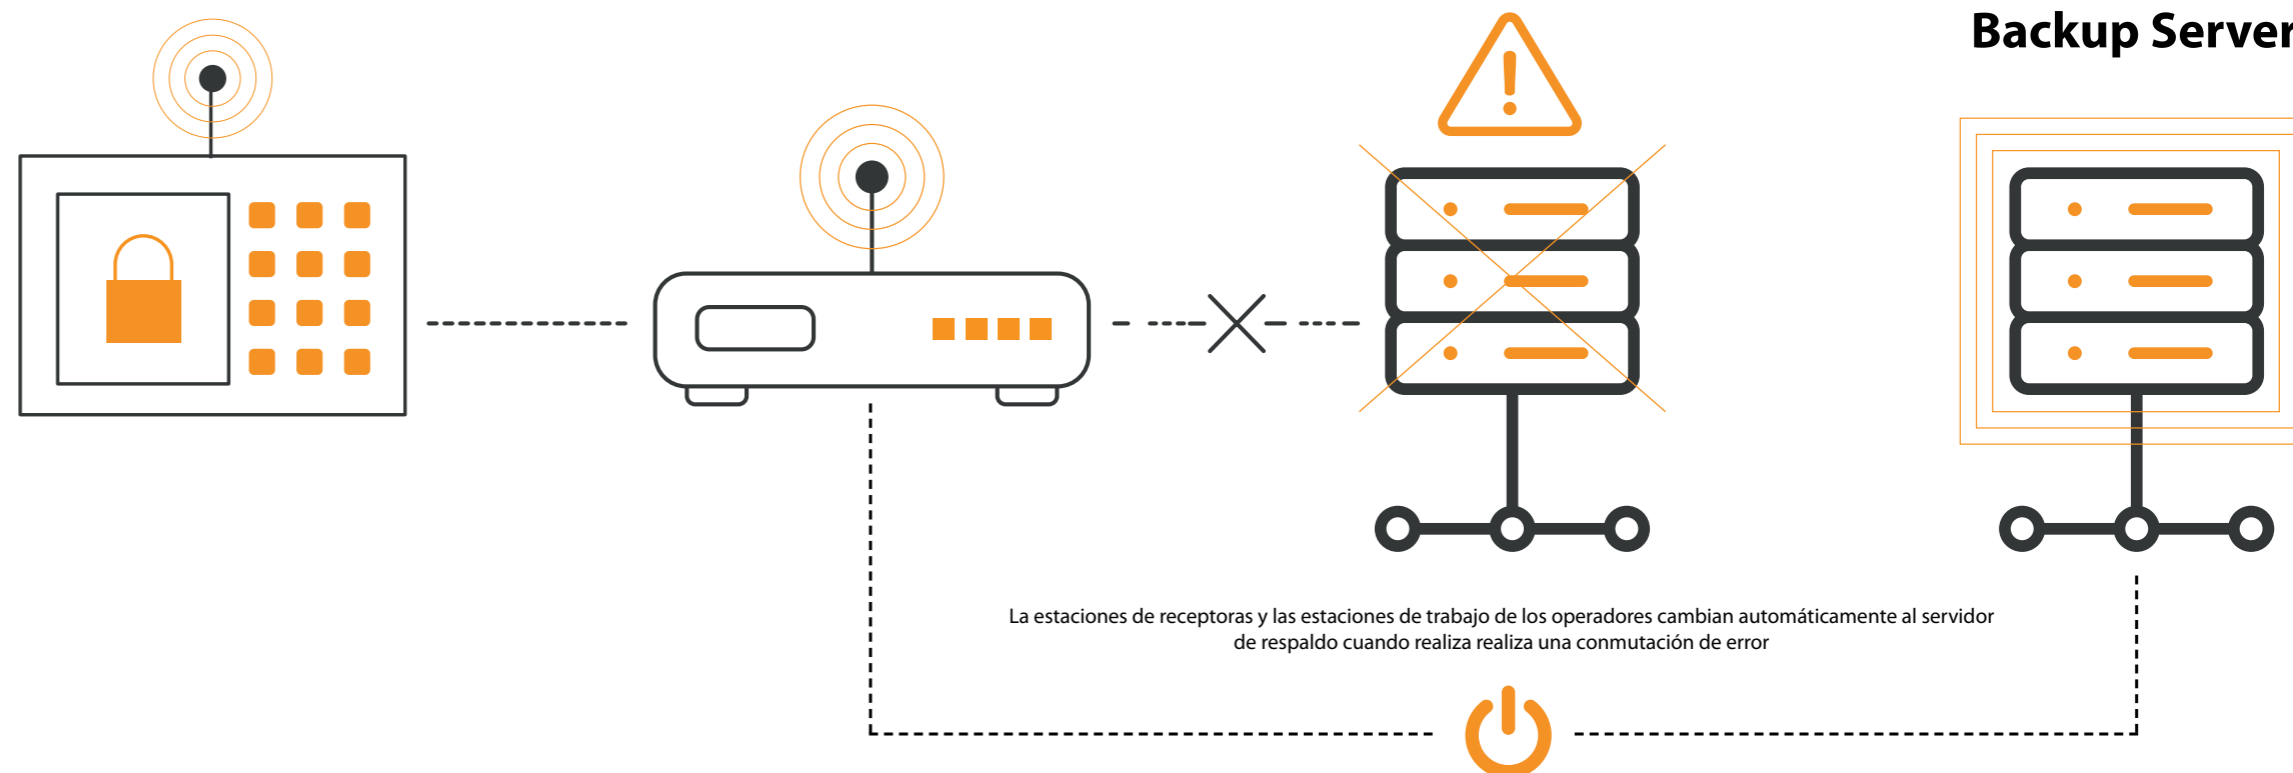 Backup Server
La estaciones de receptoras y las estaciones de trabajo de los operadores cambian automáticamente al servidor
de respaldo cuando realiza realiza una conmutación de error